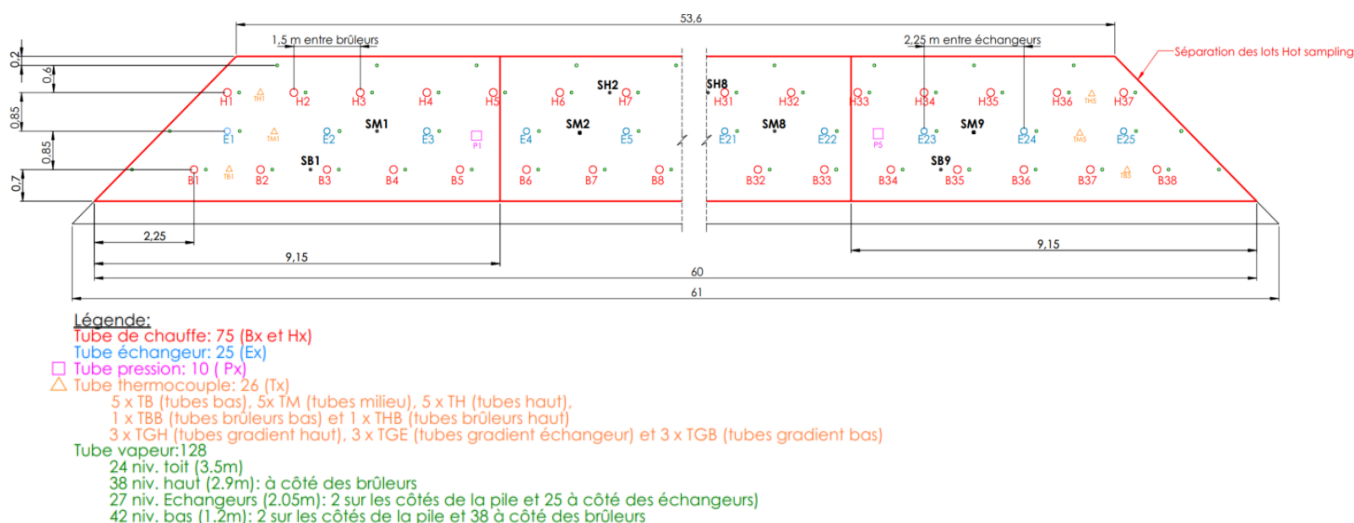 53,6
1,5 m entre brûleurs
2,25 m entre échangeurs
Séparation des lots Hot sampling
0,2
0,6
0,85
0,85
0,7
SH2
SH8
H1
TH1
H2
H3
H4
H5
H6
H7
H31
H32
H33
H34
H35
H36
TH5
H37
SM1
SM2
SM8
SM9
E1
TM1
E2
E3
P1
E4
E5
E21
E22
P5
E23
E24
TM5
E25
SB1
SB9
B1
TB1
B2
B3
B4
B5
B6
B7
B8
B32
B33
B34
B35
B36
B37
TB5
B38
2,25
9,15
9,15
60
61
Légende:
Tube de chauffe: 75 (Bx et Hx)
Tube échangeur: 25 (Ex)
Tube pression: 10 ( Px)
Tube thermocouple: 26 (Tx)
5 x TB (tubes bas), 5x TM (tubes milieu), 5 x TH (tubes haut),
1 x TBB (tubes brûleurs bas) et 1 x THB (tubes brûleurs haut)
3 x TGH (tubes gradient haut), 3 x TGE (tubes gradient échangeur) et 3 x TGB (tubes gradient bas)
Tube vapeur:128
24 niv. toit (3.5m)
38 niv. haut (2.9m): à côté des brûleurs
27 niv. Echangeurs (2.05m): 2 sur les côtés de la pile et 25 à côté des échangeurs)
42 niv. bas (1.2m): 2 sur les côtés de la pile et 38 à côté des brûleurs